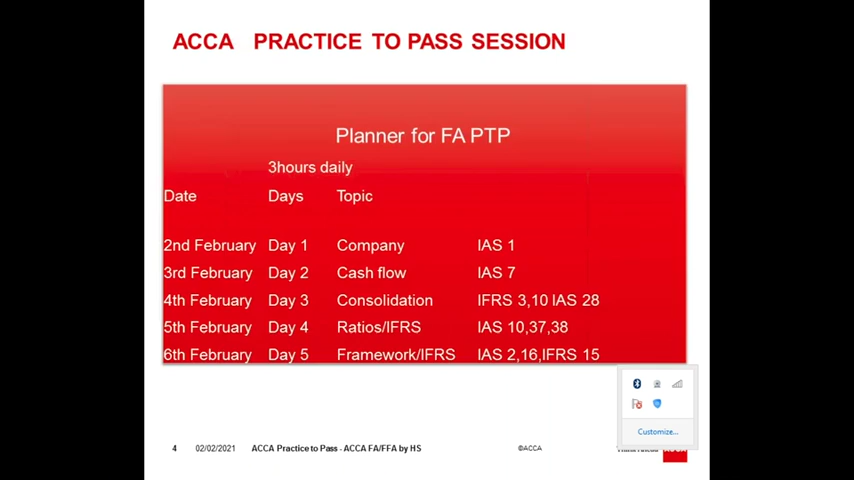 ACCA PRACTICE TO PASS SESSION
Planner for FA PTP
3hours daily
Date Days Topic
2nd February Day 1 Company IAS 1
3rd February Day 2 Cash flow IAS 7
4th February Day 3 Consolidation IFRS 3,10 IAS 28
5th February Day 4 Ratios/IFRS IAS 10,37,38
6th February Day 5 Framework/IFRS IAS 2,16,IFRS 15
Customize...
4 02/02/2021 ACCA Practice to Pass - ACCA FA/FFA by HS ©ACCA